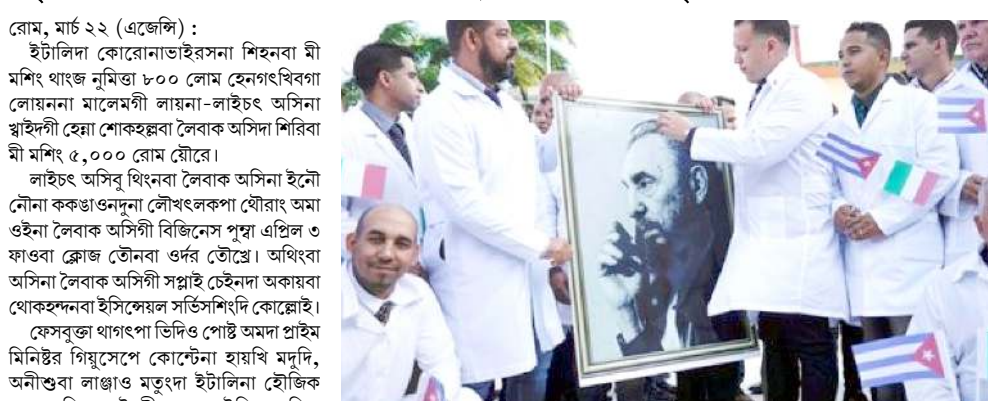 রোম, মার্চ ২২ (এজেন্সি) :
ইটালিদা কোরোনাভাইরসনা শিহনবা মী
মশিং থাংজ নুমিত্তা ৮০০ লোম হেনগৎখিবগা
লোয়ননা মালেমগী লায়না-লাইচৎ অসিনা
খ্বাইদগী হেন্না শোকহল্লবা লৈবাক অসিদা শিরিবা
মী মশিং ৫,০০০ রোম য়ৌরে।
লাইচৎ অসিবু থিংনবা লৈবাক অসিনা ইনৌ
নৌনা ককঙাওনদুনা লৌখৎলকপা থৌরাং অমা
ওইনা লৈবাক অসিগী বিজিনেস পুম্বা এপ্রিল ৩
ফাওবা ক্লোজ তৌনবা ওর্দর তৌখ্রে। অথিংবা
অসিনা লৈবাক অসিগী সপ্লাই চেইনদা অকায়বা
থোকহন্দনবা ইসিন্সেয়ল সর্ভিসশিংদি কোল্লোই।
ফেসবুক্তা থাগৎপা ভিদিও পোষ্ট অমদা প্রাইম
মিনিষ্টর গিয়ুসেপে কোন্টেনা হায়খি মদুদি,
অনীশুবা লাঞ্জাও মতুংদা ইটালিনা হৌজিক